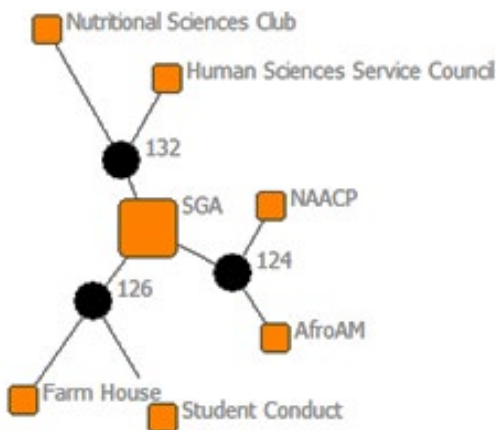 Nutritional Sciences Club
Human Sciences Service Council
132
SGA
NAACP
124
126
AfroAM
Farm House
Student Conduct